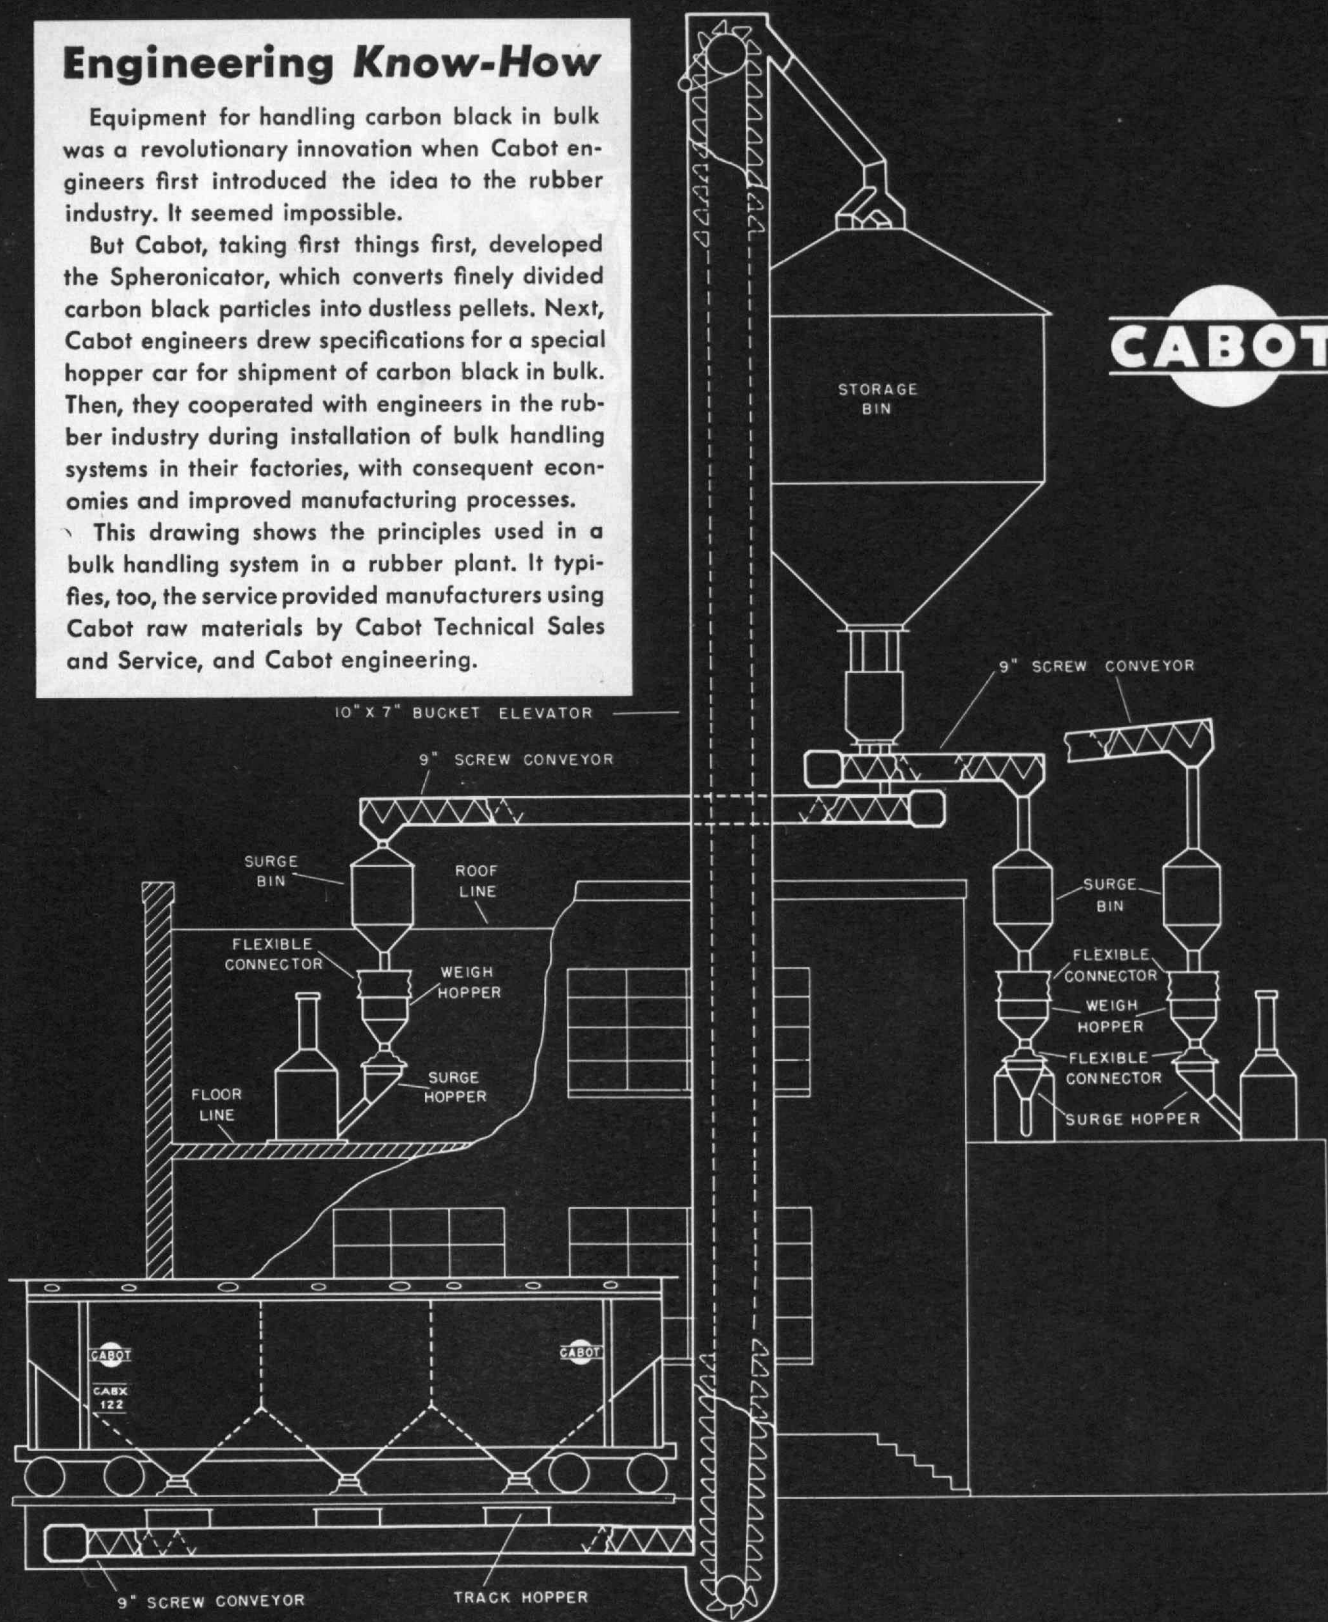 Engineering Know-How
Equipment for handling carbon black in bulk
was a revolutionary innovation when Cabot en-
gineers first introduced the idea to the rubber
industry. It seemed impossible.
But Cabot, taking first things first, developed
the Spheronicator, which converts finely divided
carbon black particles into dustless pellets. Next,
Cabot engineers drew specifications for a special
hopper car for shipment of carbon black in bulk.
Then, they cooperated with engineers in the rub-
ber industry during installation of bulk handling
systems in their factories, with consequent econ-
omies and improved manufacturing processes.
This drawing shows the principles used in a
bulk handling system in a rubber plant. It typi-
fies, too, the service provided manufacturers using
Cabot raw materials by Cabot Technical Sales
and Service, and Cabot engineering.
CABOT
STORAGE
BIN
9" SCREW CONVEYOR
10" X 7" BUCKET ELEVATOR
9" SCREW CONVEYOR
SURGE
BIN
ROOF
LINE
FLEXIBLE
CONNECTOR
WEIGH
HOPPER
SURGE
HOPPER
FLOOR
LINE
SURGE
BIN
FLEXIBLE
CONNECTOR
WEIGH
HOPPER
FLEXIBLE
CONNECTOR
SURGE HOPPER
CABOT
CABX
122
CABOT
9" SCREW CONVEYOR
TRACK HOPPER